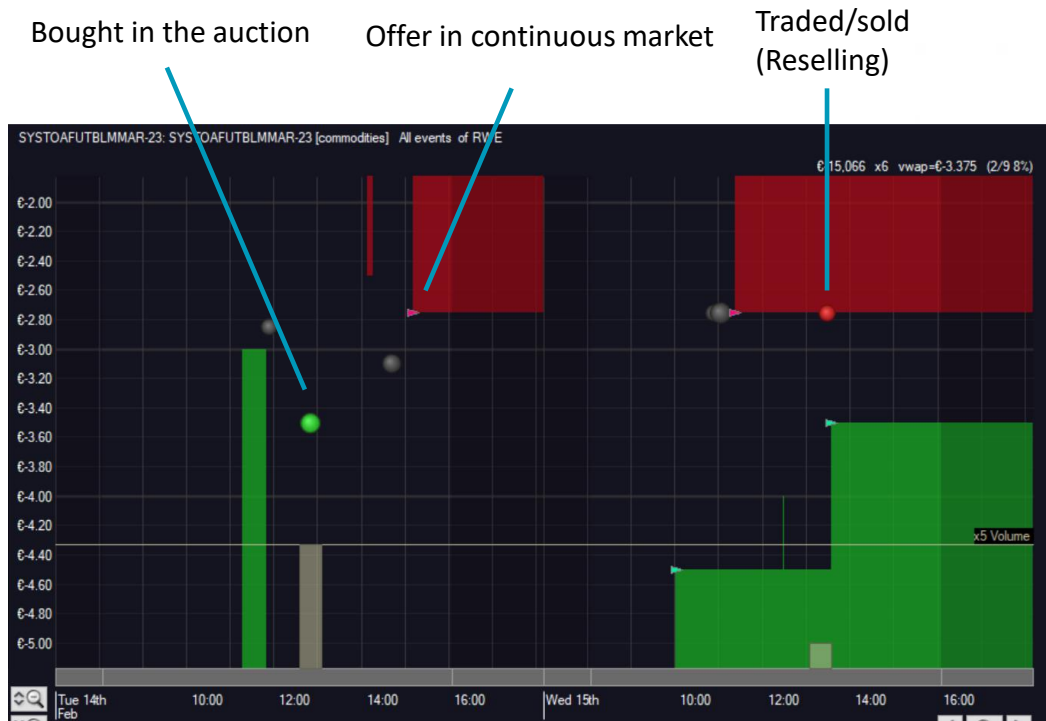 Bought in the auction
Offer in continuous market
Traded/sold
(Reselling)
SYSTOAFUTBLMMAR-23: SYSTOAFUTBLMMAR-23 [commodities] All events of RWE
€-15,066 x6 vwap=€-3.375 (2/9 8%)
€-2.00
€-2.20
€-2.40
€-2.60
€-2.80
€-3.00
€-3.20
€-3.40
€-3.60
€-3.80
€-4.00
€-4.20
x5 Volume
€-4.40
€-4.60
€-4.80
€-5.00
Tue 14th 10:00 12:00 14:00 16:00 Wed 15th 10:00 12:00 14:00 16:00
Feb